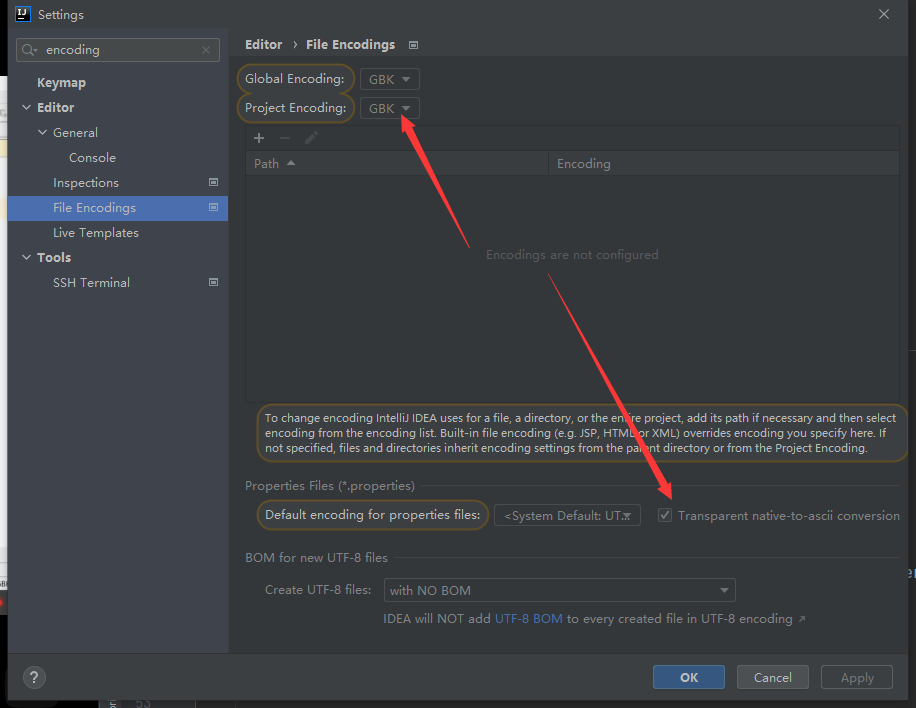 Settings
encoding
Keymap
Editor
General
Console
Inspections
File Encodings
Live Templates
Tools
SSH Terminal
Editor › File Encodings
Global Encoding: GBK
Project Encoding: GBK
Path Encoding
Encodings are not configured
To change encoding IntelliJ IDEA uses for a file, a directory, or the entire project, add its path if necessary and then select
encoding from the encoding list. Built-in file encoding (e.g. JSP, HTML or XML) overrides encoding you specify here. If
not specified, files and directories inherit encoding settings from the parent directory or from the Project Encoding.
Properties Files (*.properties)
Default encoding for properties files: <System Default: UT Transparent native-to-ascii conversion
BOM for new UTF-8 files
Create UTF-8 files: with NO BOM
IDEA will NOT add UTF-8 BOM to every created file in UTF-8 encoding ↗
? OK Cancel Apply
53